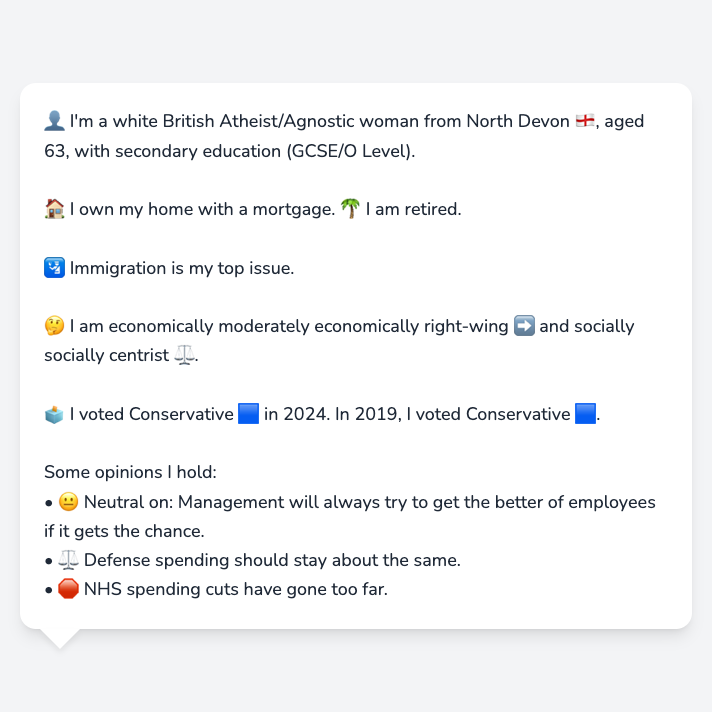 👤 I'm a white British Atheist/Agnostic woman from North Devon 🏴󠁧󠁢󠁥󠁮󠁧󠁿, aged
63, with secondary education (GCSE/O Level).
🏠 I own my home with a mortgage. 🌴 I am retired.
🛂 Immigration is my top issue.
🤔 I am economically moderately economically right-wing ➡️ and socially
socially centrist ⚖️.
🗳️ I voted Conservative 🟦 in 2024. In 2019, I voted Conservative 🟦.
Some opinions I hold:
• 😐 Neutral on: Management will always try to get the better of employees
if it gets the chance.
• ⚖️ Defense spending should stay about the same.
• 🛑 NHS spending cuts have gone too far.